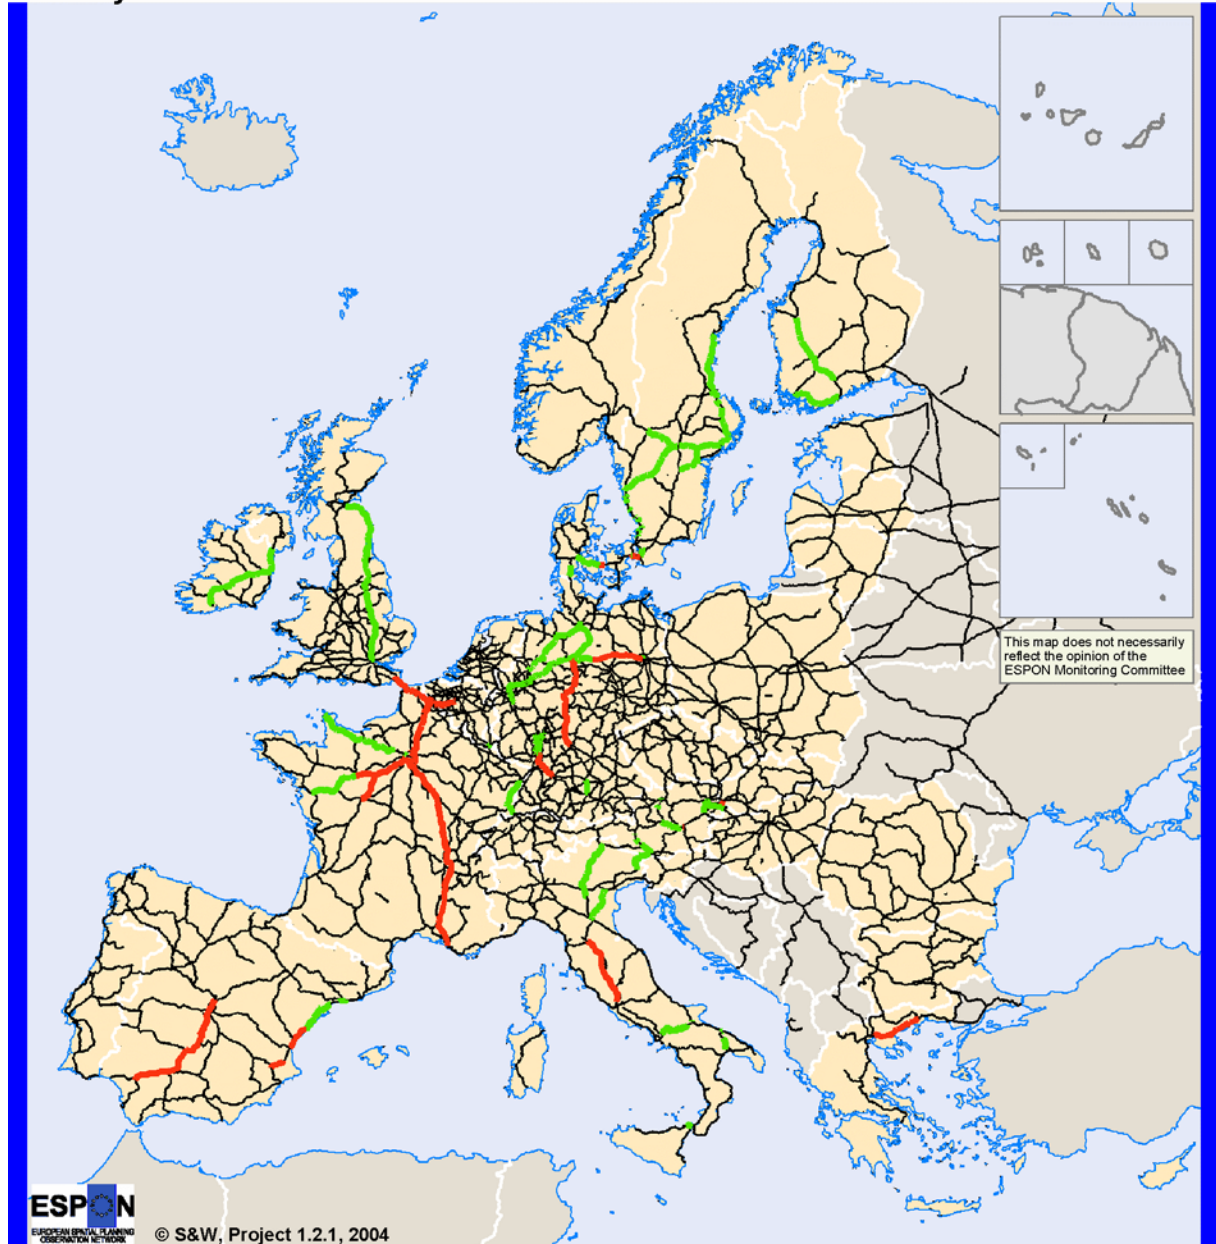 This map does not necessarily
reflect the opinion of the
ESPON Monitoring Committee
ESPON
EUROPEAN SPATIAL PLANNING
OBSERVATION NETWORK
© S&W, Project 1.2.1, 2004